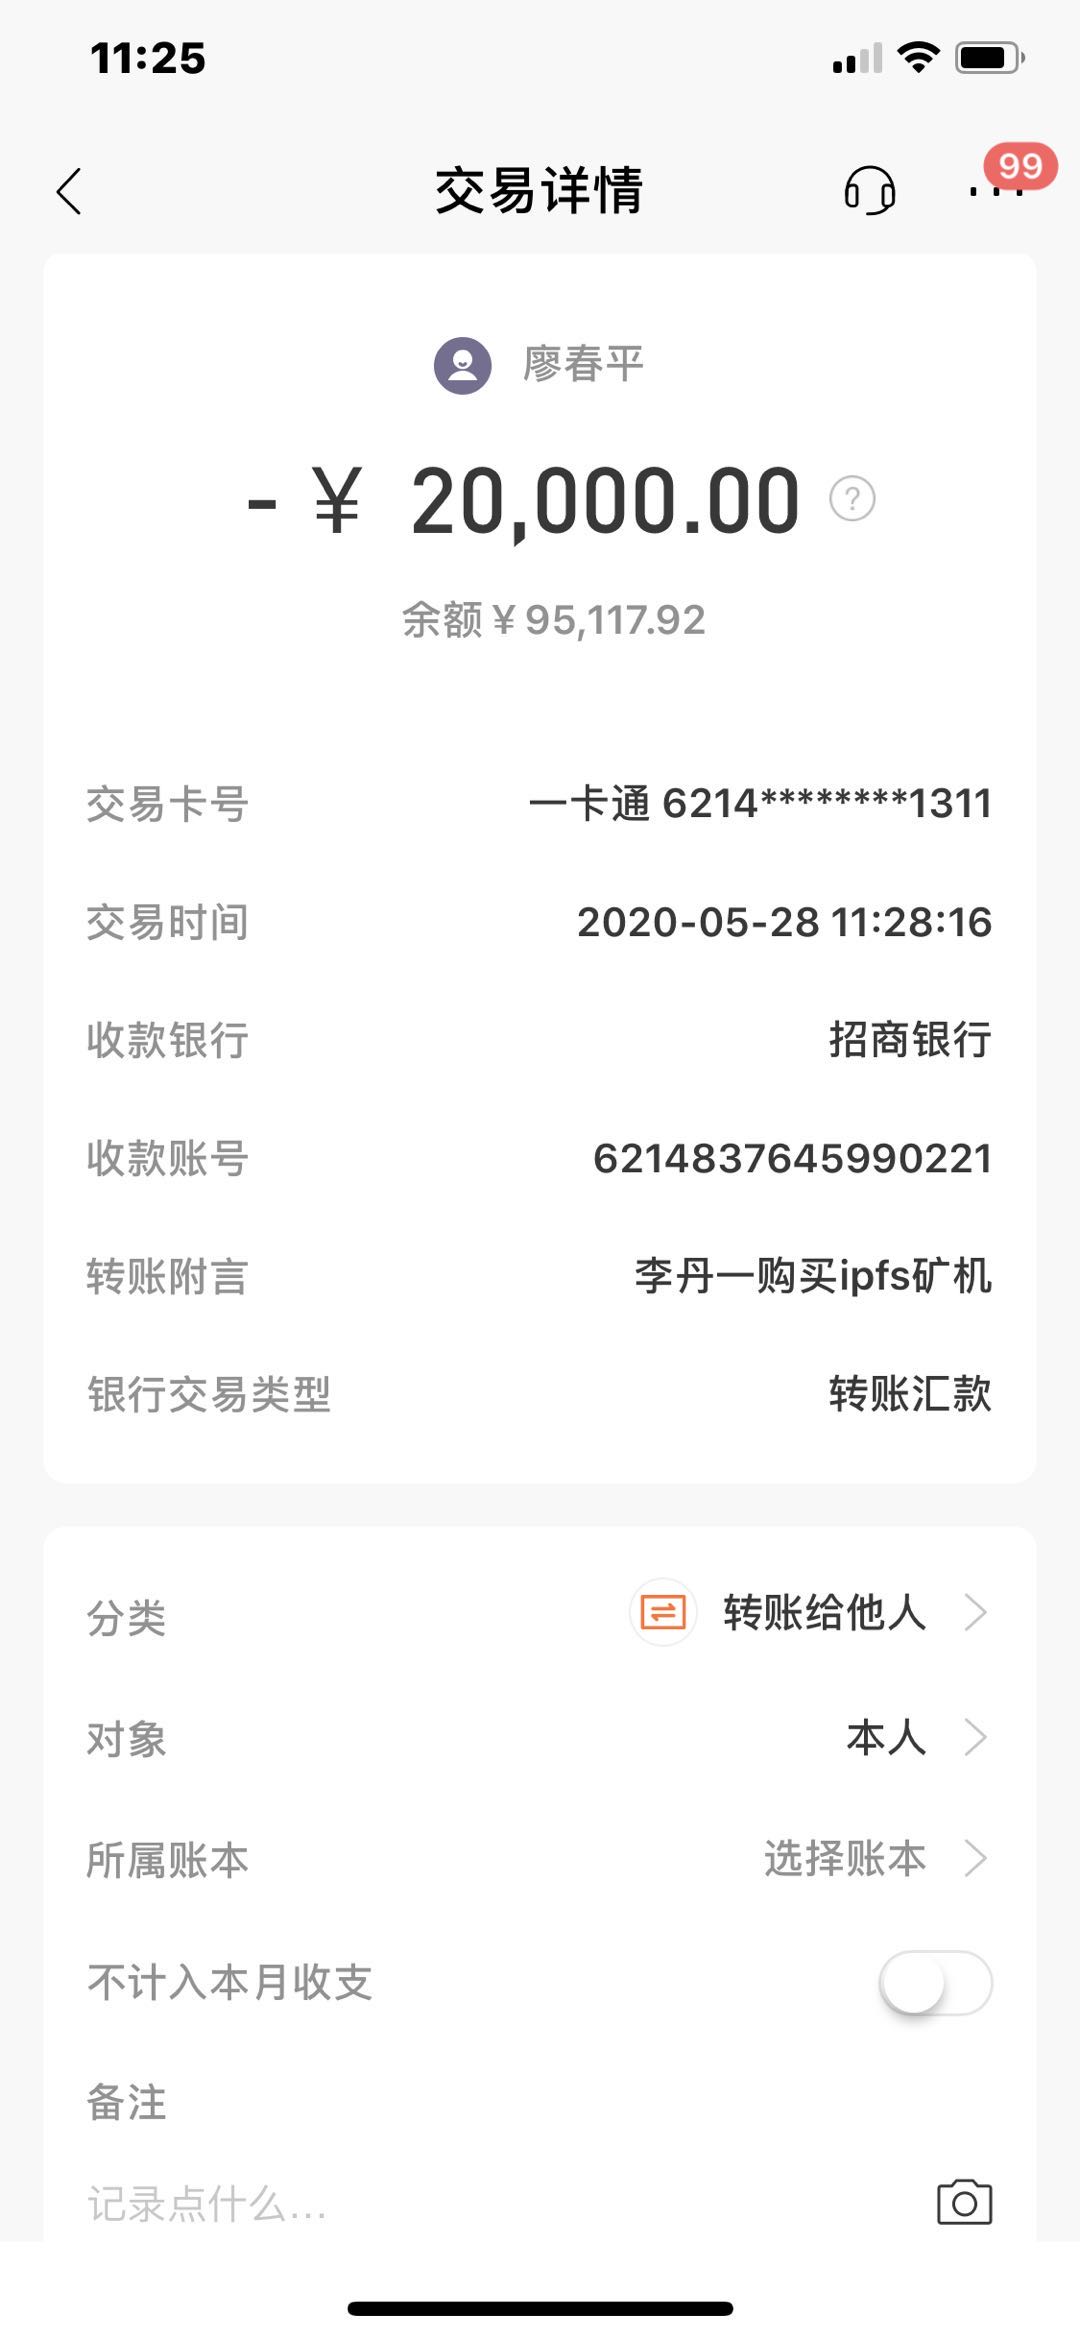 11:25
交易详情
99
廖春平
- ¥ 20,000.00 ?
余额 ¥ 95,117.92
交易卡号 一卡通 6214********1311
交易时间 2020-05-28 11:28:16
收款银行 招商银行
收款账号 6214837645990221
转账附言 李丹一购买ipfs矿机
银行交易类型 转账汇款
分类 转账给他人
对象 本人
所属账本 选择账本
不计入本月收支
备注
记录点什么...